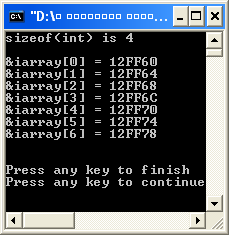 "D:\
sizeof(int) is 4
&iarray[0] = 12FF60
&iarray[1] = 12FF64
&iarray[2] = 12FF68
&iarray[3] = 12FF6C
&iarray[4] = 12FF70
&iarray[5] = 12FF74
&iarray[6] = 12FF78
Press any key to finish
Press any key to continue